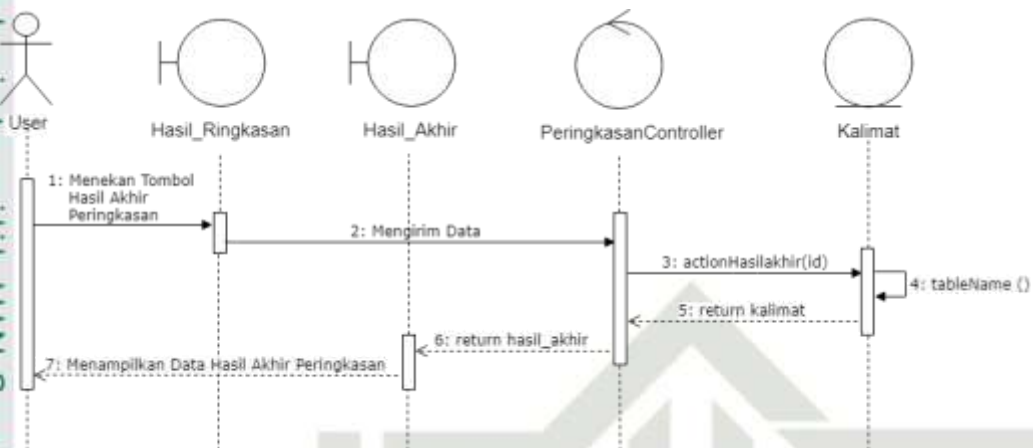 User
Hasil_Ringkasan
Hasil_Akhir
PeringkasanController
Kalimat
1: Menekan Tombol
Hasil Akhir
Peringkasan
2: Mengirim Data
3: actionHasilakhir(id)
4: tableName ()
5: return kalimat
6: return hasil_akhir
7: Menampilkan Data Hasil Akhir Peringkasan